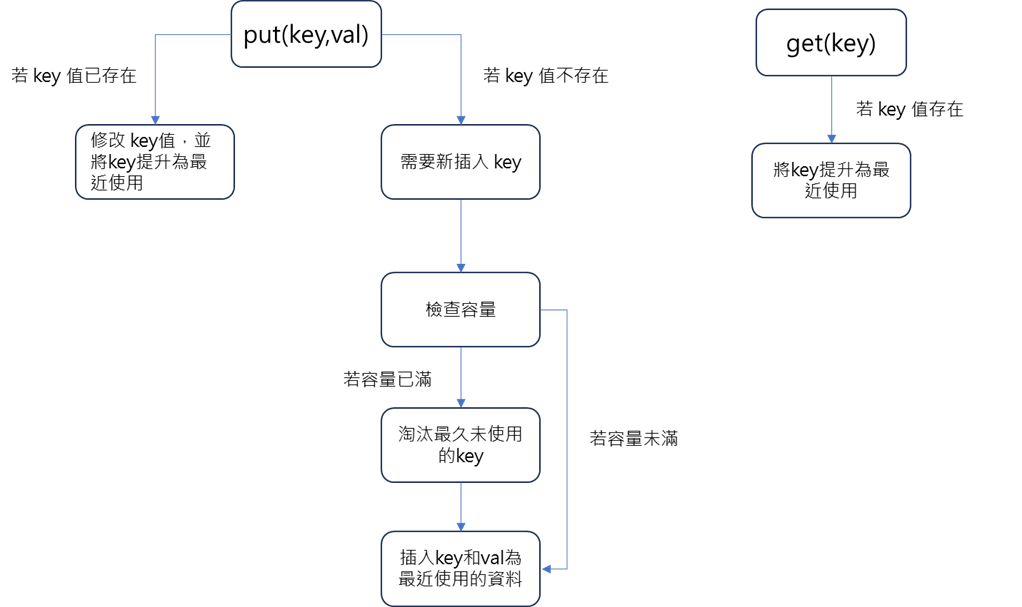 put(key,val)
若 key 值已存在
若 key 值不存在
修改 key值，並
將key提升為最
近使用
需要新插入 key
檢查容量
若容量已滿
淘汰最久未使用
的key
若容量未滿
插入key和val為
最近使用的資料
get(key)
若 key 值存在
將key提升為最
近使用